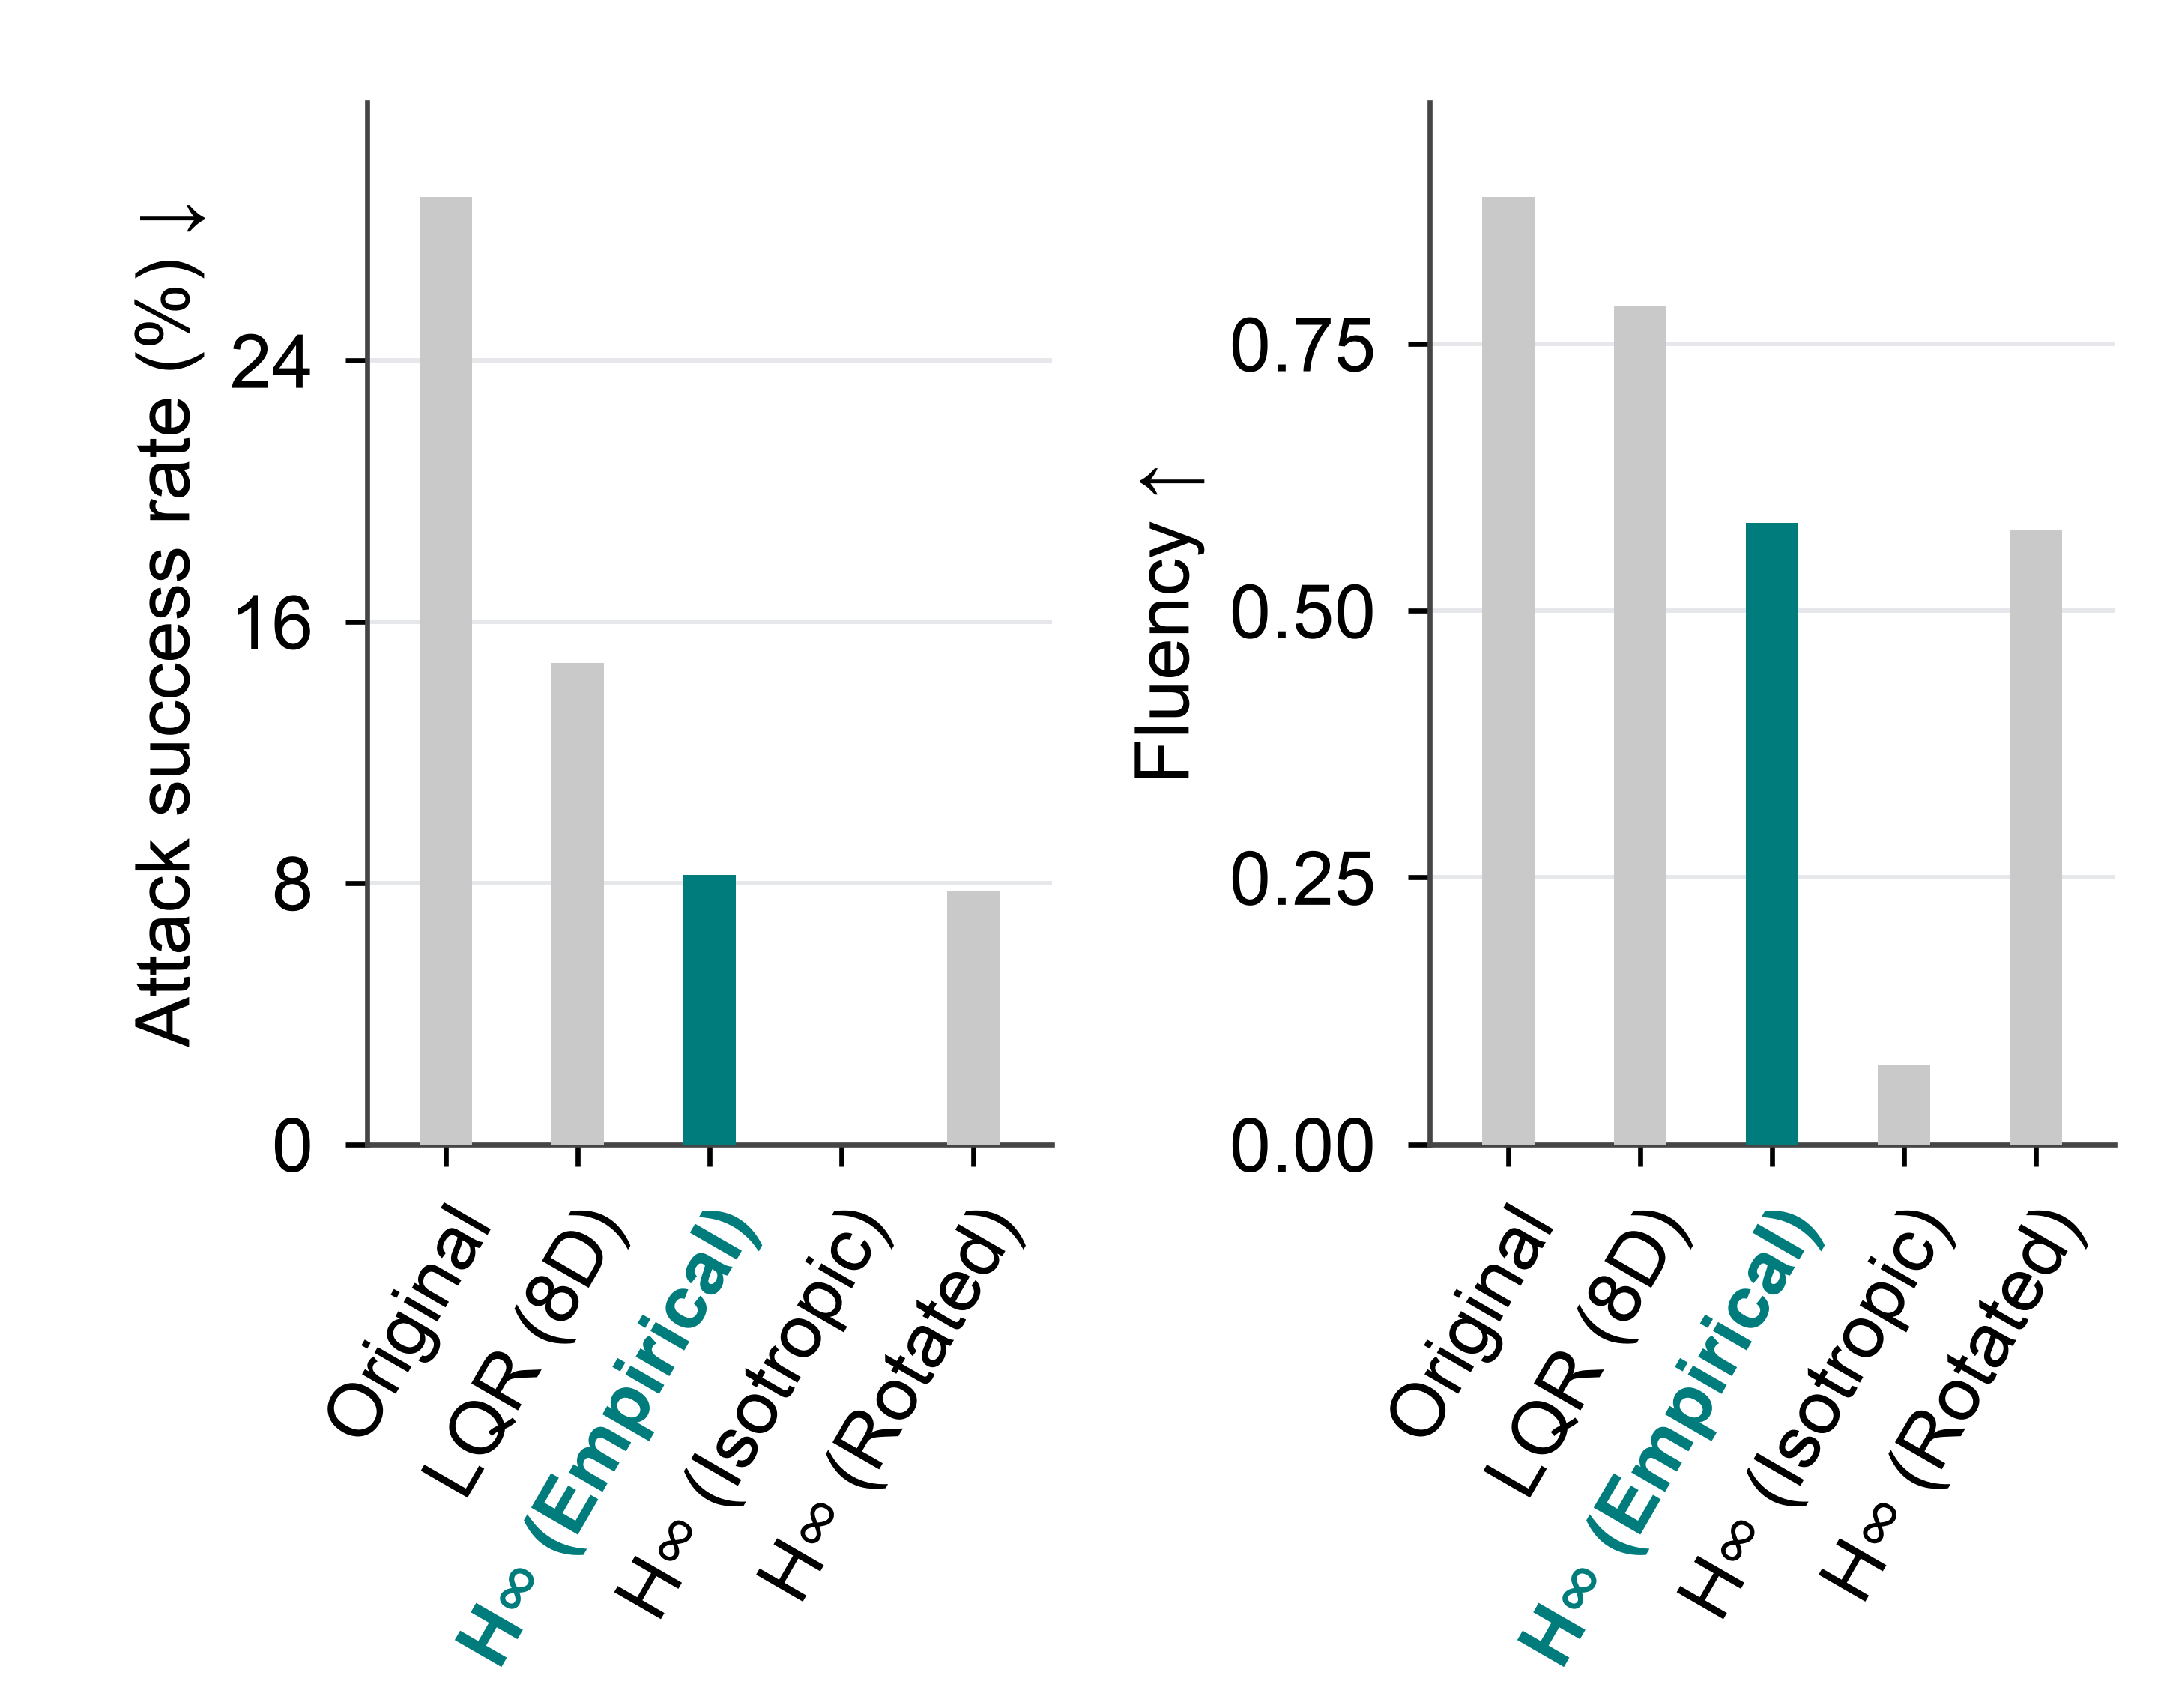 Attack success rate (%) ↓
24
16
8
0
Original
LQR (8D)
H∞ (Empirical)
H∞ (Isotropic)
H∞ (Rotated)
Fluency ↑
0.75
0.50
0.25
0.00
Original
LQR (8D)
H∞ (Empirical)
H∞ (Isotropic)
H∞ (Rotated)